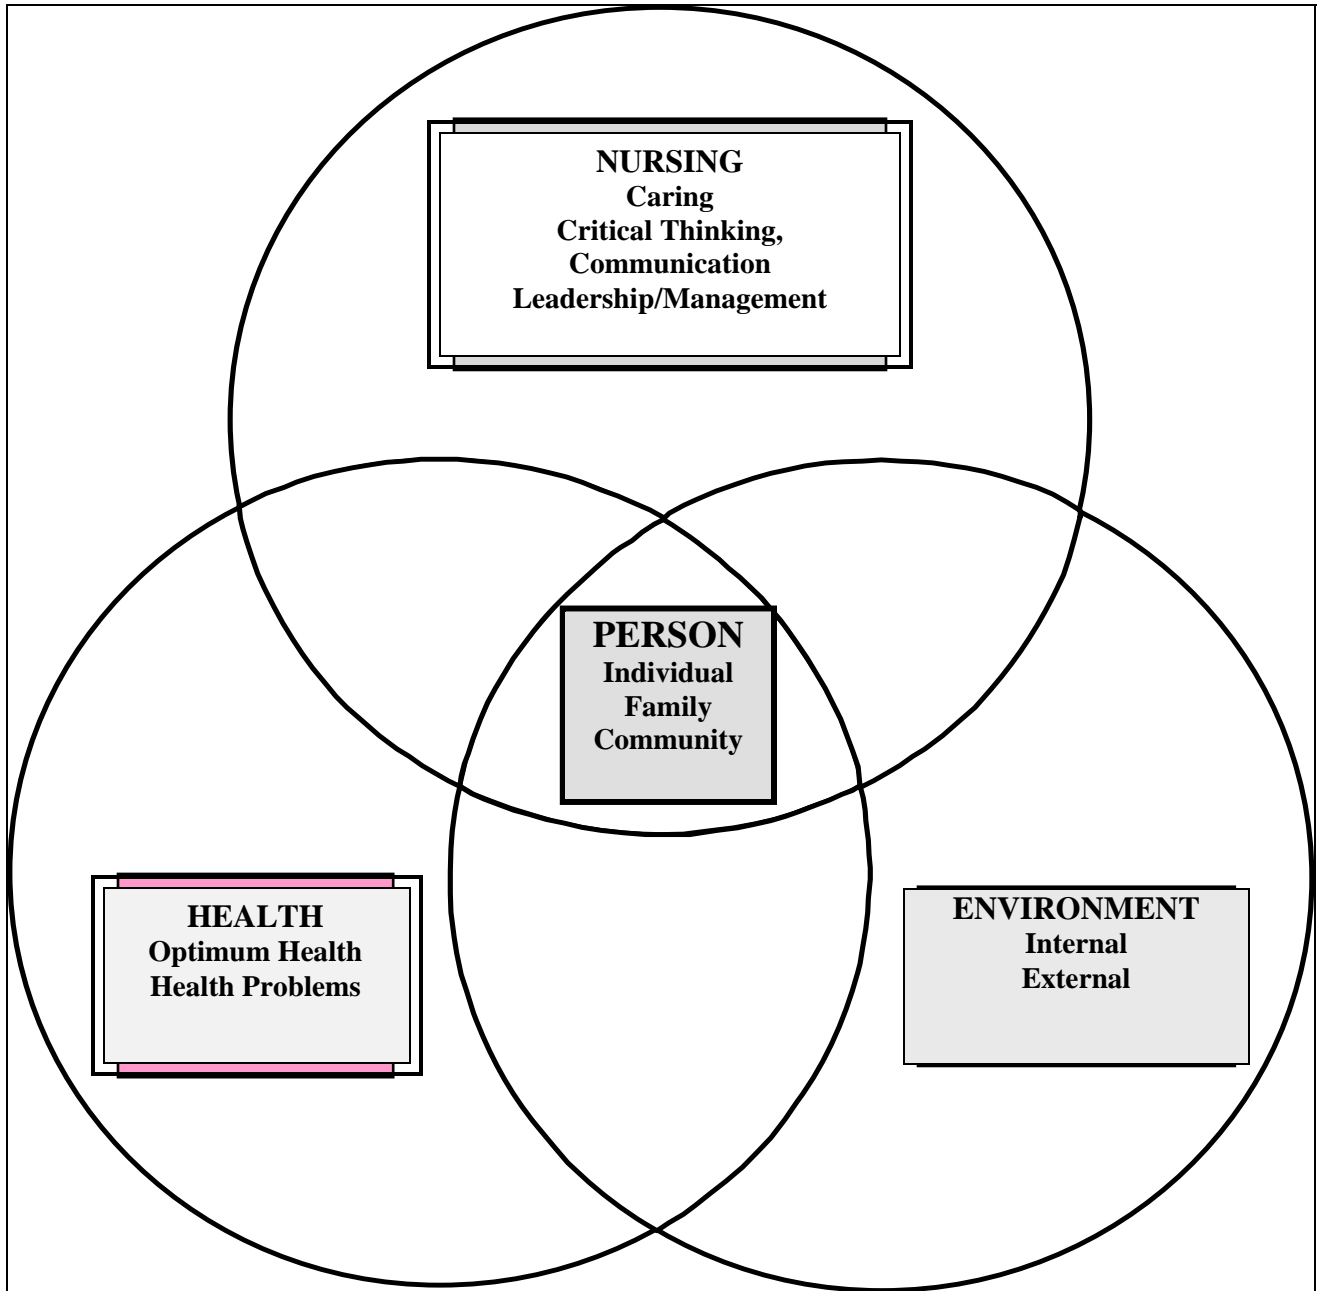 NURSING
Caring
Critical Thinking,
Communication
Leadership/Management
PERSON
Individual
Family
Community
HEALTH
Optimum Health
Health Problems
ENVIRONMENT
Internal
External